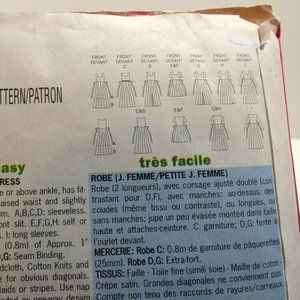 FRONT DEVANT FRONT DEVANT FRONT DEVANT FRONT DEVANT FRONT DEVANT FRONT DEVANT
C D E&F G H I
TTERN/PATRON
B
C&D E&F G&H I
easy
RESS
e or above ankle, has fit-
raised waist and slightly
m. A,B,C,D: sleeveless.
ont slit. E,F,G,H: self or
I: long sleeves.
(0.8m) of Approx. 1"
D,G: Seam Binding.
adcloth, Cotton Knits and
for obvious diagonals.
aids or stripes. Use nap
très facile
ROBE (J. FEMME/PETITE J. FEMME)
Robe (2 longueurs), avec corsage ajusté doublé (con-
trastant pour D,F), avec manches: au-dessus des
coudes (même tissu ou contraste), ou longues, ou
sans manches; jupe un peu évasée montée dans taille
haute et attaches-ceinture. C: garniture; D,G: fente à
l'ourlet devant.
MERCERIE: Robe C: 0.8m de garniture de pâquerettes
(25mm). Robe D,G: Extra-fort.
TISSUS: Faille - Toile fine (simili soie) - Maille de coton -
Crêpe satin. Grandes diagonales ne conviennent pas
Compte non tenu des raccords de rayures/carreaux